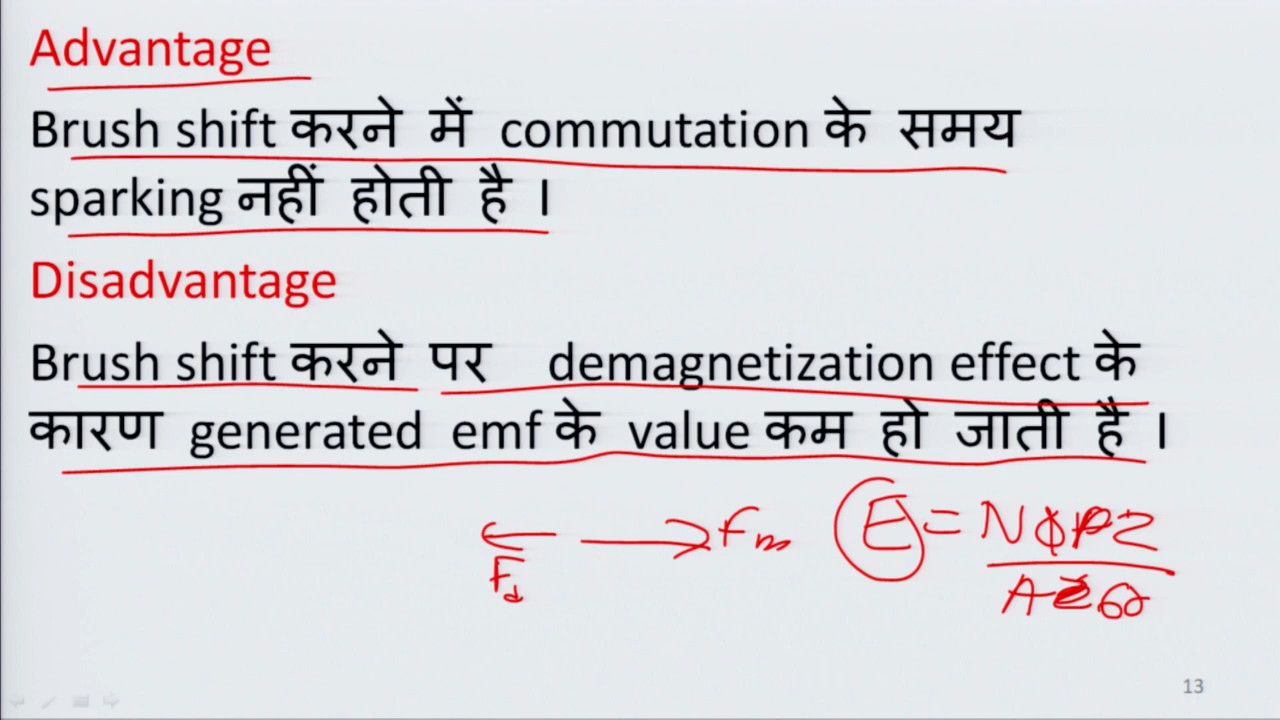 Advantage
Brush shift करने में commutation के समय
sparking नहीं होती है ।
Disadvantage
Brush shift करने पर demagnetization effect के
कारण generated emf के value कम हो जाती है ।
Fm E = NϕPZ
Fd A 60
13